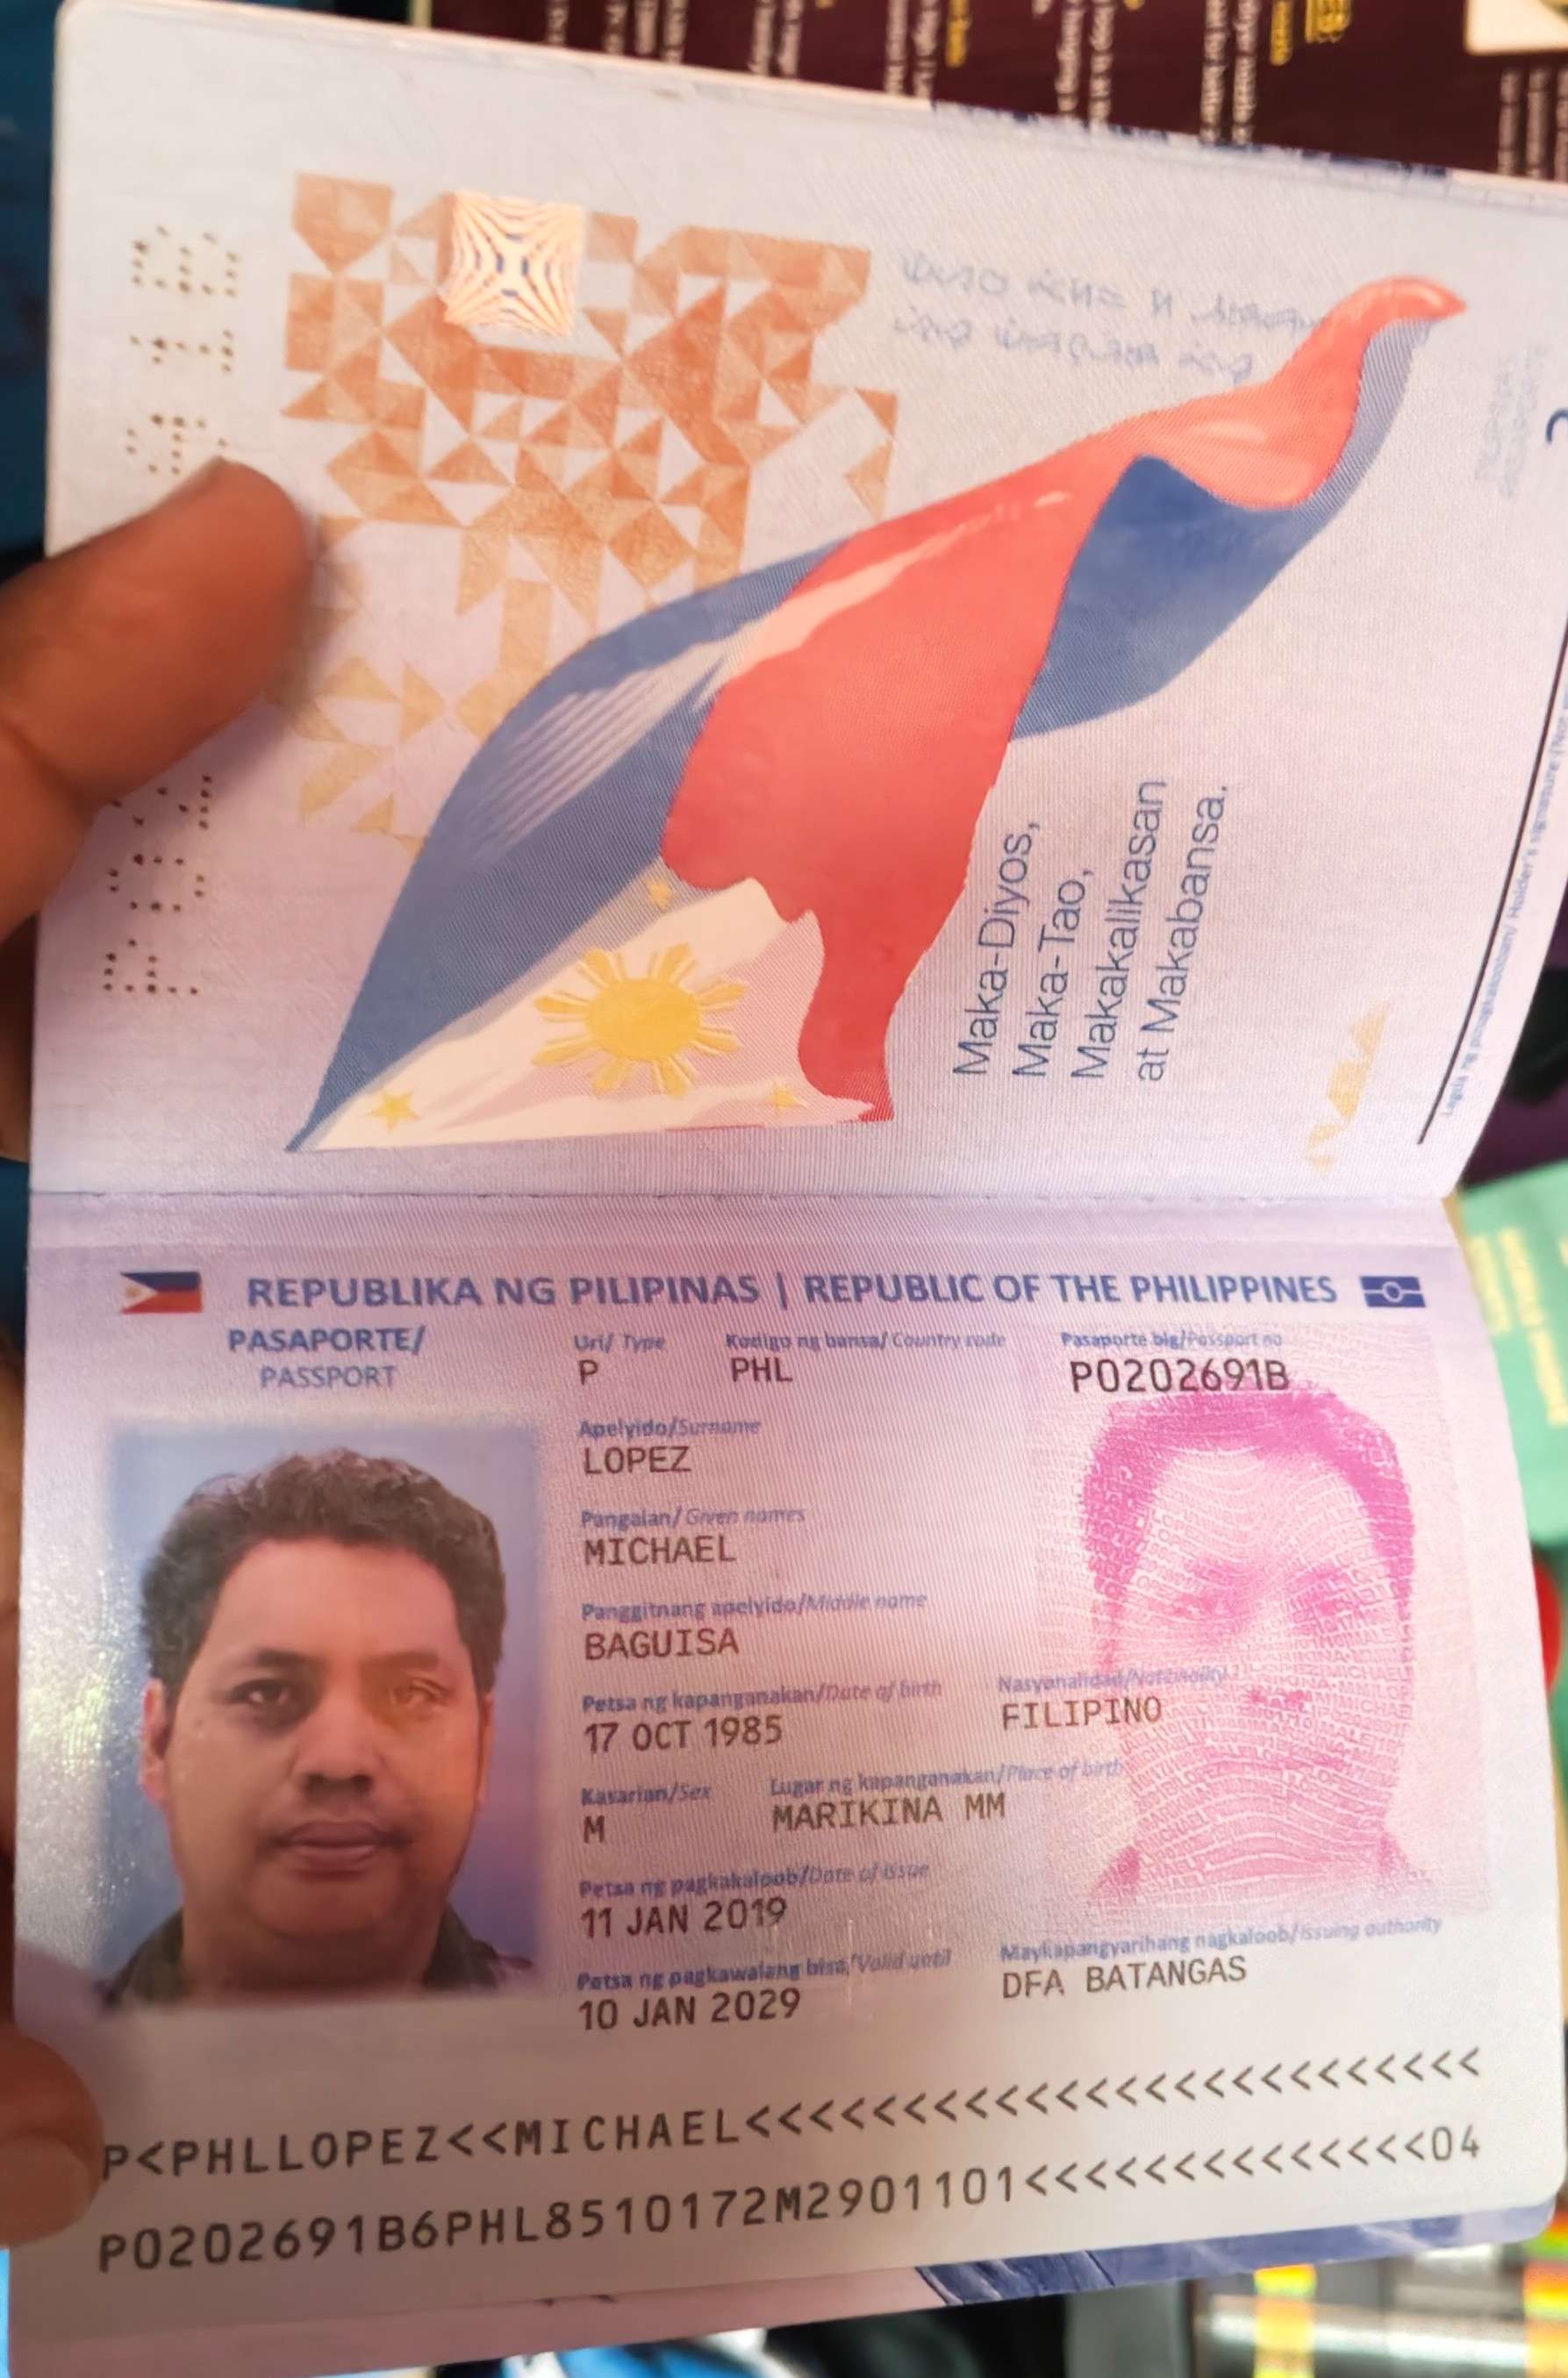 Maka-Diyos,
Maka-Tao,
Makakalikasan
at Makabansa.
Lagda ng pinagkalooban/ Holder's signature
REPUBLIKA NG PILIPINAS | REPUBLIC OF THE PHILIPPINES
PASAPORTE/
PASSPORT
Uri/ Type
Kodigo ng bansa/ Country code
Pasaporte blg/Passport no
P
PHL
P0202691B
Apelyido/Surname
LOPEZ
Pangalan/ Given names
MICHAEL
Panggitnang apelyido/Middle name
BAGUISA
Petsa ng kapanganakan/Date of birth
Nasyonalidad/Nationality
17 OCT 1985
FILIPINO
Kasarian/Sex
Lugar ng kapanganakan/Place of birth
M
MARIKINA MM
Petsa ng pagkakaloob/Date of issue
11 JAN 2019
Petsa ng pagkawalang bisa/Valid until
Maykapangyarihang nagkaloob/Issuing authority
10 JAN 2029
DFA BATANGAS
P<PHLLOPEZ<<MICHAEL<<<<<<<<<<<<<<<<<<<<<<<<<
P0202691B6PHL8510172M2901101<<<<<<<<<<<<<<04